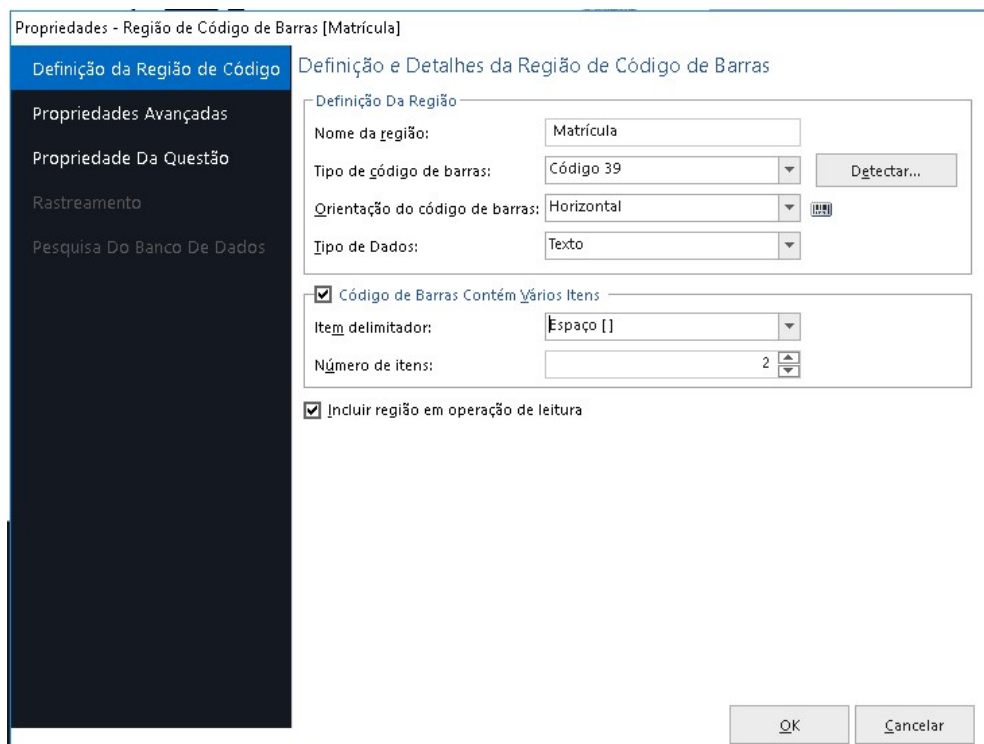 Propriedades - Região de Código de Barras [Matrícula]
Definição da Região de Código
Propriedades Avançadas
Propriedade Da Questão
Rastreamento
Pesquisa Do Banco De Dados
Definição e Detalhes da Região de Código de Barras
Definição Da Região
Nome da região: Matrícula
Tipo de código de barras: Código 39 Detectar...
Orientação do código de barras: Horizontal
Tipo de Dados: Texto
Código de Barras Contém Vários Itens
Item delimitador: Espaço [ ]
Número de itens: 2
Incluir região em operação de leitura
OK Cancelar